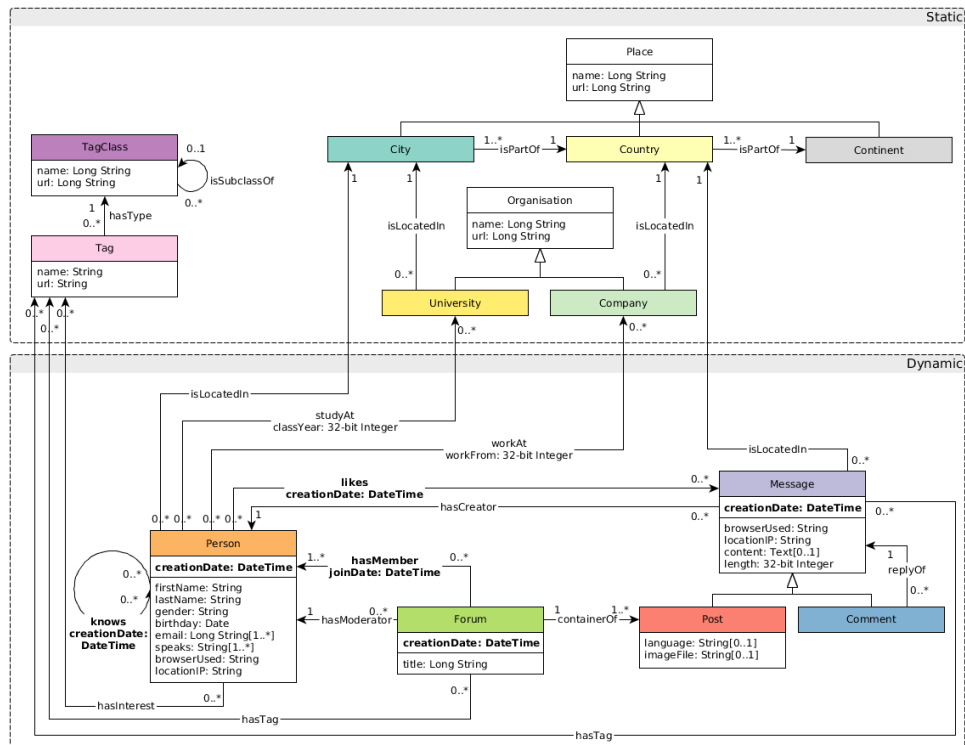 Static
Place
name: Long String
url: Long String
TagClass
name: Long String
url: Long String
0..1
isSubclassOf
0..*
City
1..*
isPartOf
1
Country
1..*
isPartOf
1
Continent
1
1
1
1
Organisation
name: Long String
url: Long String
1
hasType
0..*
isLocatedIn
isLocatedIn
Tag
name: String
url: String
0..*
0..*
University
Company
0..*
0..*
0..*
0..*
0..*
Dynamic
isLocatedIn
studyAt
classYear: 32-bit Integer
workAt
workFrom: 32-bit Integer
isLocatedIn
0..*
likes
creationDate: DateTime
0..*
Message
creationDate: DateTime
browserUsed: String
locationIP: String
content: Text[0..1]
length: 32-bit Integer
0..*
hasCreator
0..*
0..*
0..*
0..*
0..*
1
Person
creationDate: DateTime
firstName: String
lastName: String
gender: String
birthday: Date
email: Long String[1..*]
speaks: String[1..*]
browserUsed: String
locationIP: String
0..*
0..*
knows
creationDate:
DateTime
1..*
hasMember
joinDate: DateTime
0..*
1
replyOf
0..*
1
hasModerator
0..*
Forum
creationDate: DateTime
title: Long String
1
containerOf
1..*
Post
language: String[0..1]
imageFile: String[0..1]
Comment
0..*
hasInterest
0..*
hasTag
hasTag